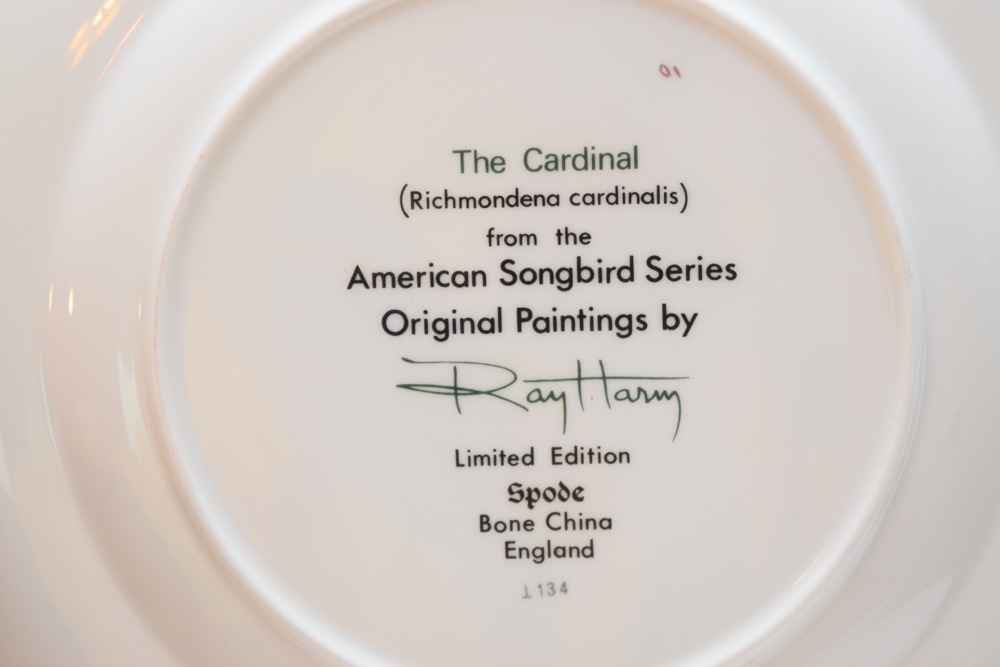 The Cardinal
(Richmondena cardinalis)
from the
American Songbird Series
Original Paintings by
Ray Harm
Limited Edition
Spode
Bone China
England